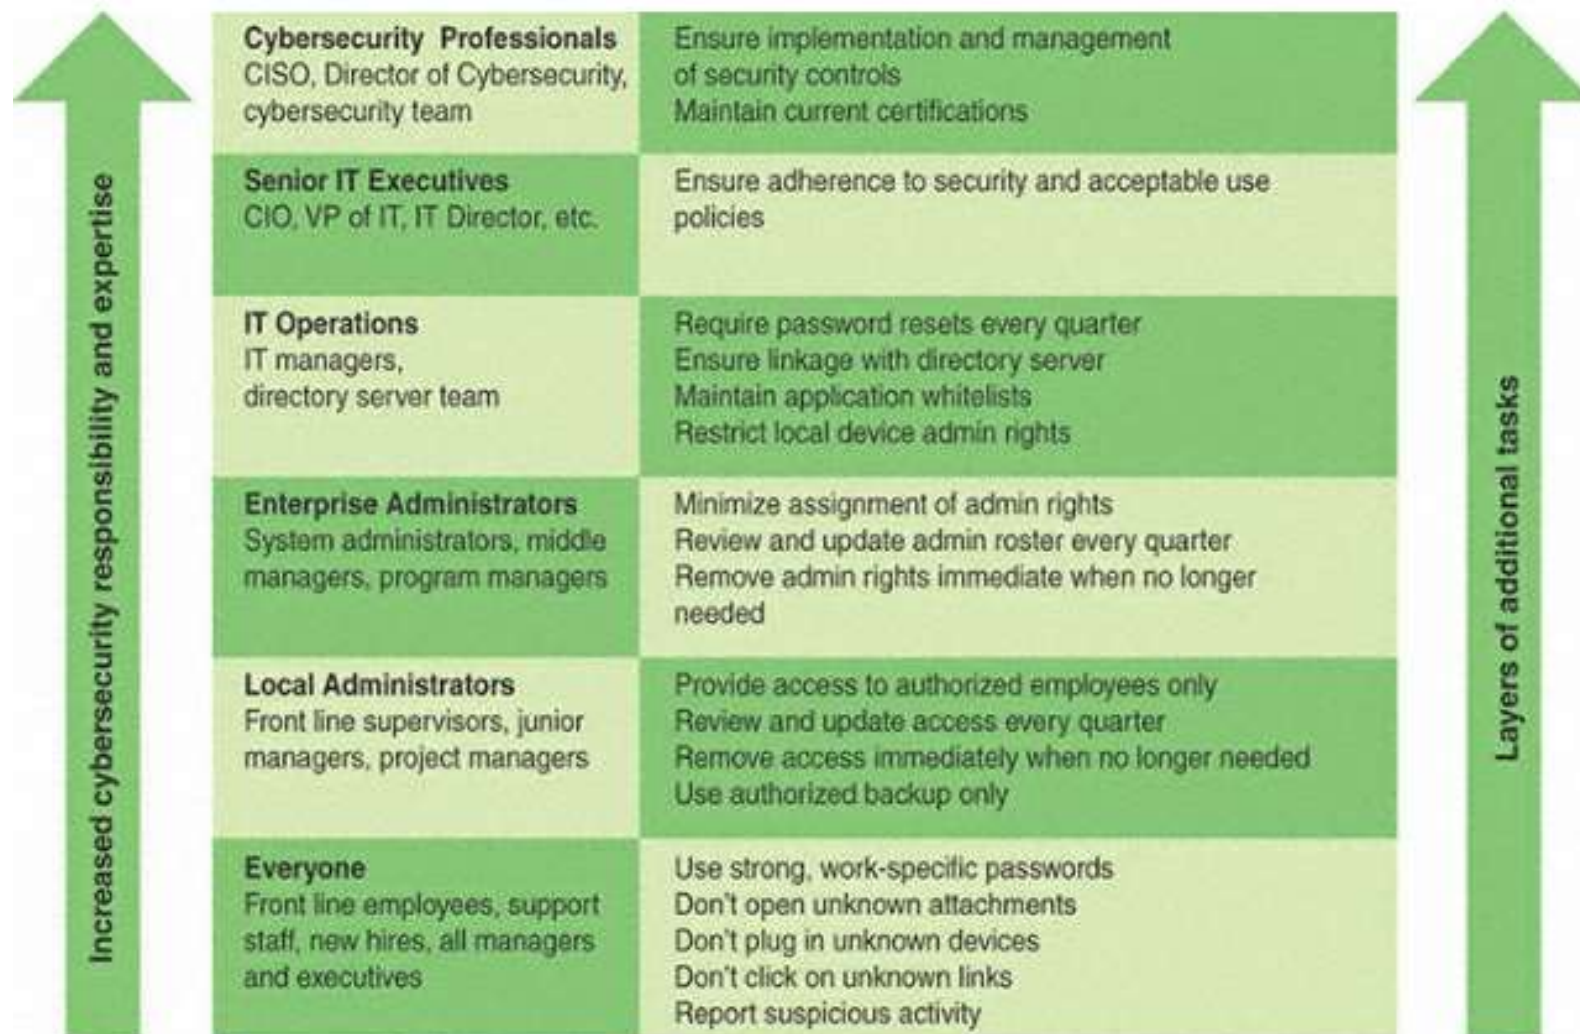 Increased cybersecurity responsibility and expertise
Cybersecurity Professionals
CISO, Director of Cybersecurity,
cybersecurity team
Ensure implementation and management
of security controls
Maintain current certifications
Senior IT Executives
CIO, VP of IT, IT Director, etc.
Ensure adherence to security and acceptable use
policies
IT Operations
IT managers,
directory server team
Require password resets every quarter
Ensure linkage with directory server
Maintain application whitelists
Restrict local device admin rights
Enterprise Administrators
System administrators, middle
managers, program managers
Minimize assignment of admin rights
Review and update admin roster every quarter
Remove admin rights immediate when no longer
needed
Local Administrators
Front line supervisors, junior
managers, project managers
Provide access to authorized employees only
Review and update access every quarter
Remove access immediately when no longer needed
Use authorized backup only
Everyone
Front line employees, support
staff, new hires, all managers
and executives
Use strong, work-specific passwords
Don't open unknown attachments
Don't plug in unknown devices
Don't click on unknown links
Report suspicious activity
Layers of additional tasks